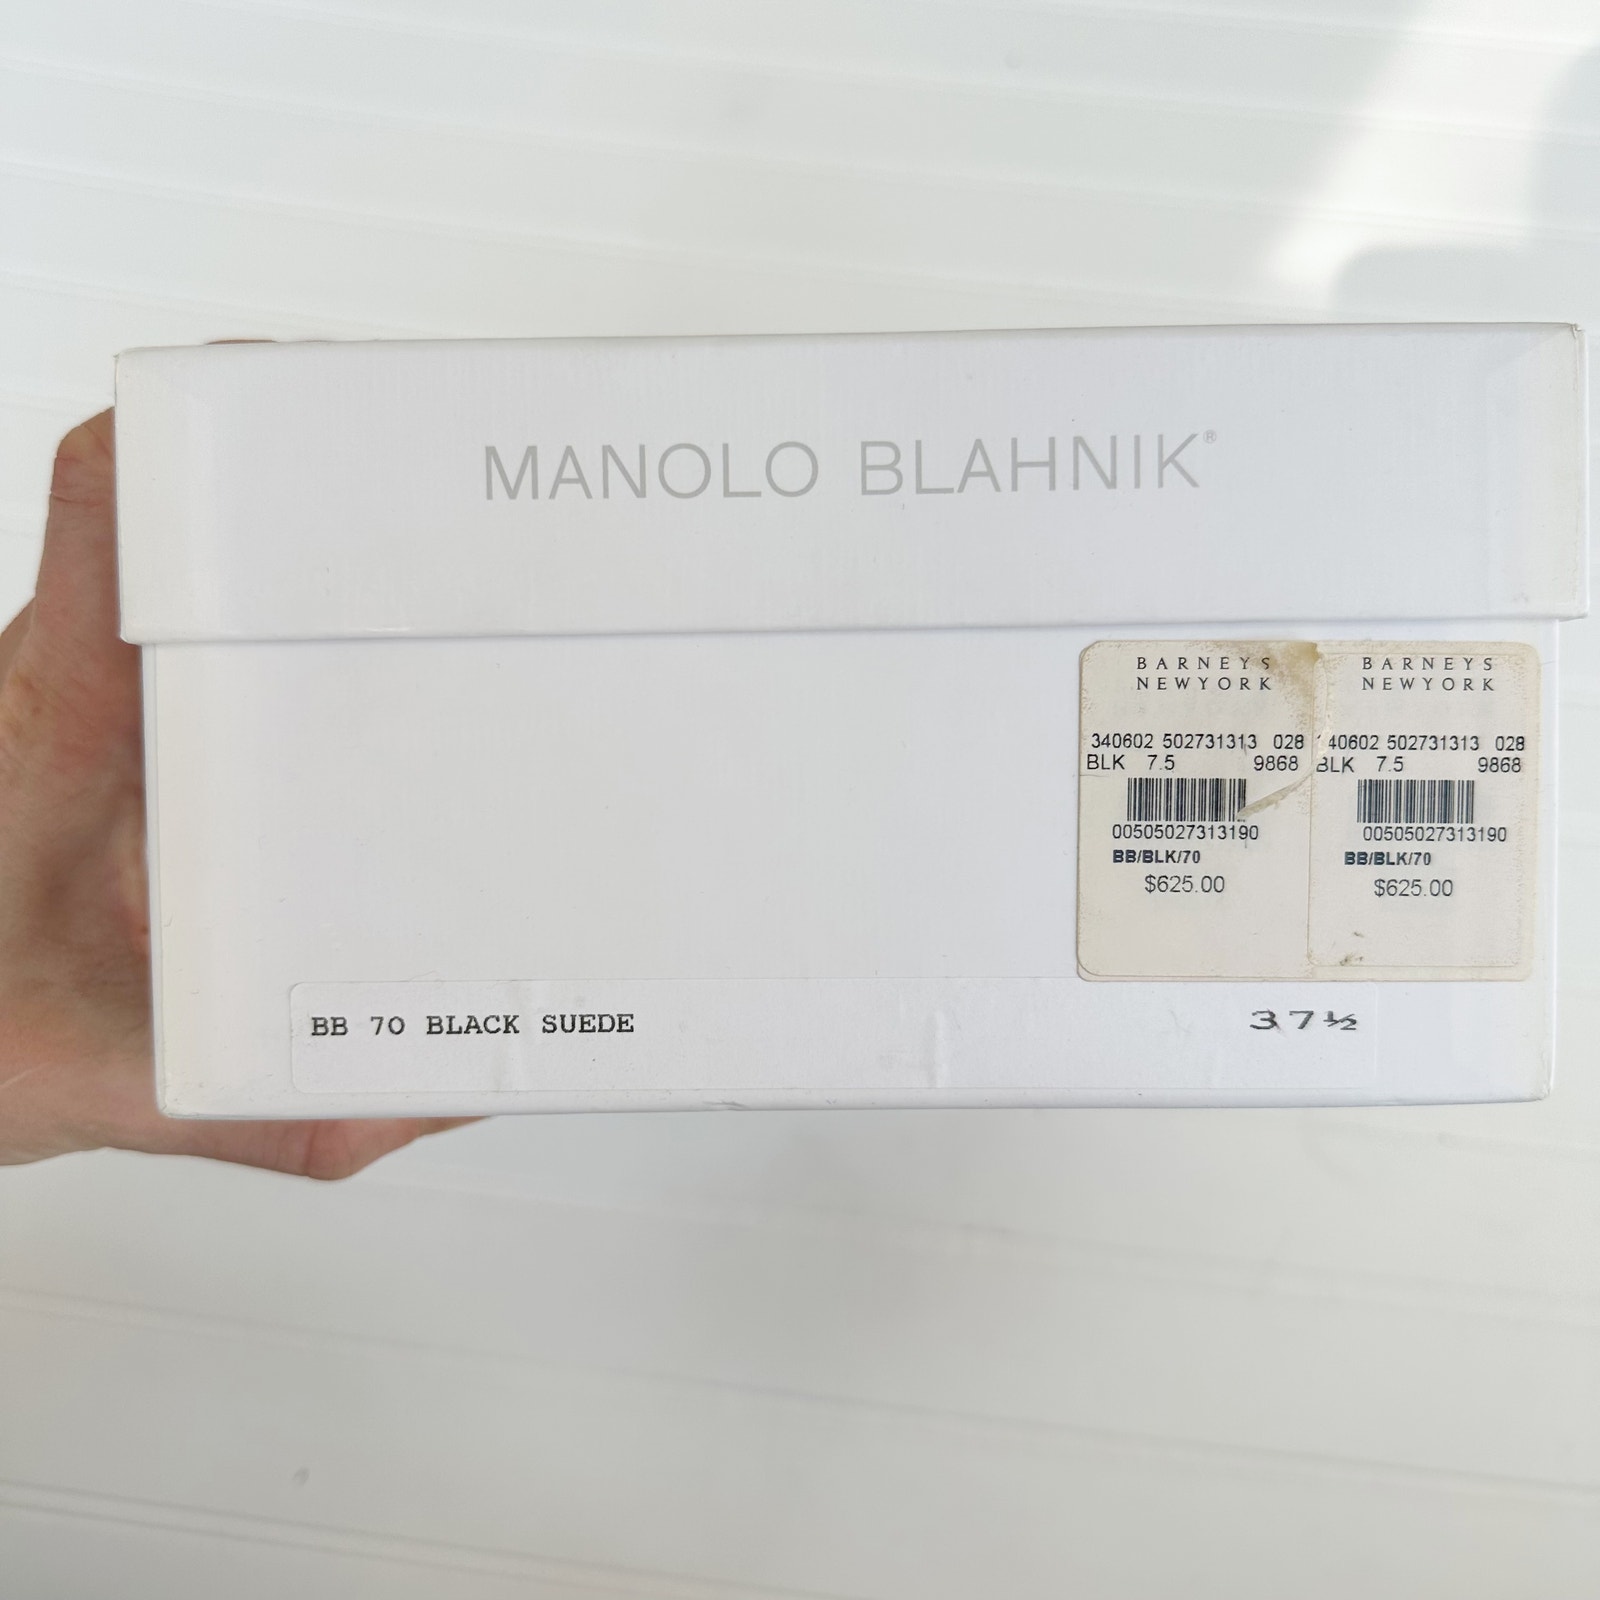 MANOLO BLAHNIK®
BARNEYS
NEWYORK
340602 502731313 028
BLK 7.5 9868
00505027313190
BB/BLK/70
$625.00
BARNEYS
NEWYORK
40602 502731313 028
BLK 7.5 9868
00505027313190
BB/BLK/70
$625.00
BB 70 BLACK SUEDE 37½